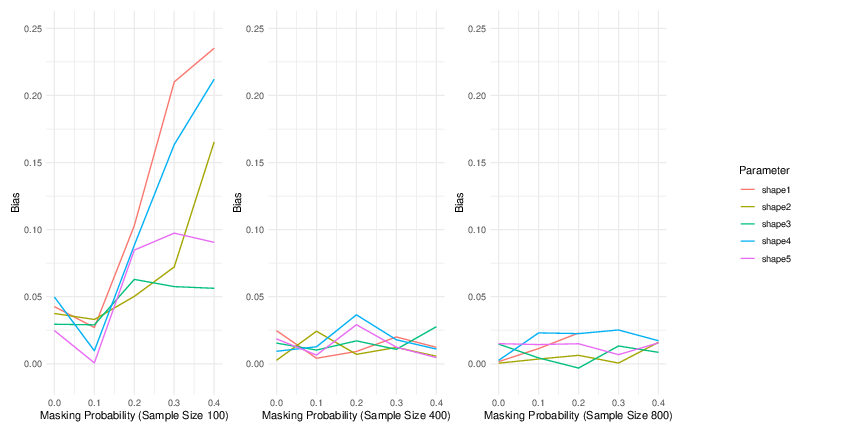 0.25
0.20
0.15
0.10
0.05
0.00
Bias
0.0 0.1 0.2 0.3 0.4
Masking Probability (Sample Size 100)
0.25
0.20
0.15
0.10
0.05
0.00
Bias
0.0 0.1 0.2 0.3 0.4
Masking Probability (Sample Size 400)
0.25
0.20
0.15
0.10
0.05
0.00
Bias
0.0 0.1 0.2 0.3 0.4
Masking Probability (Sample Size 800)
Parameter
shape1
shape2
shape3
shape4
shape5